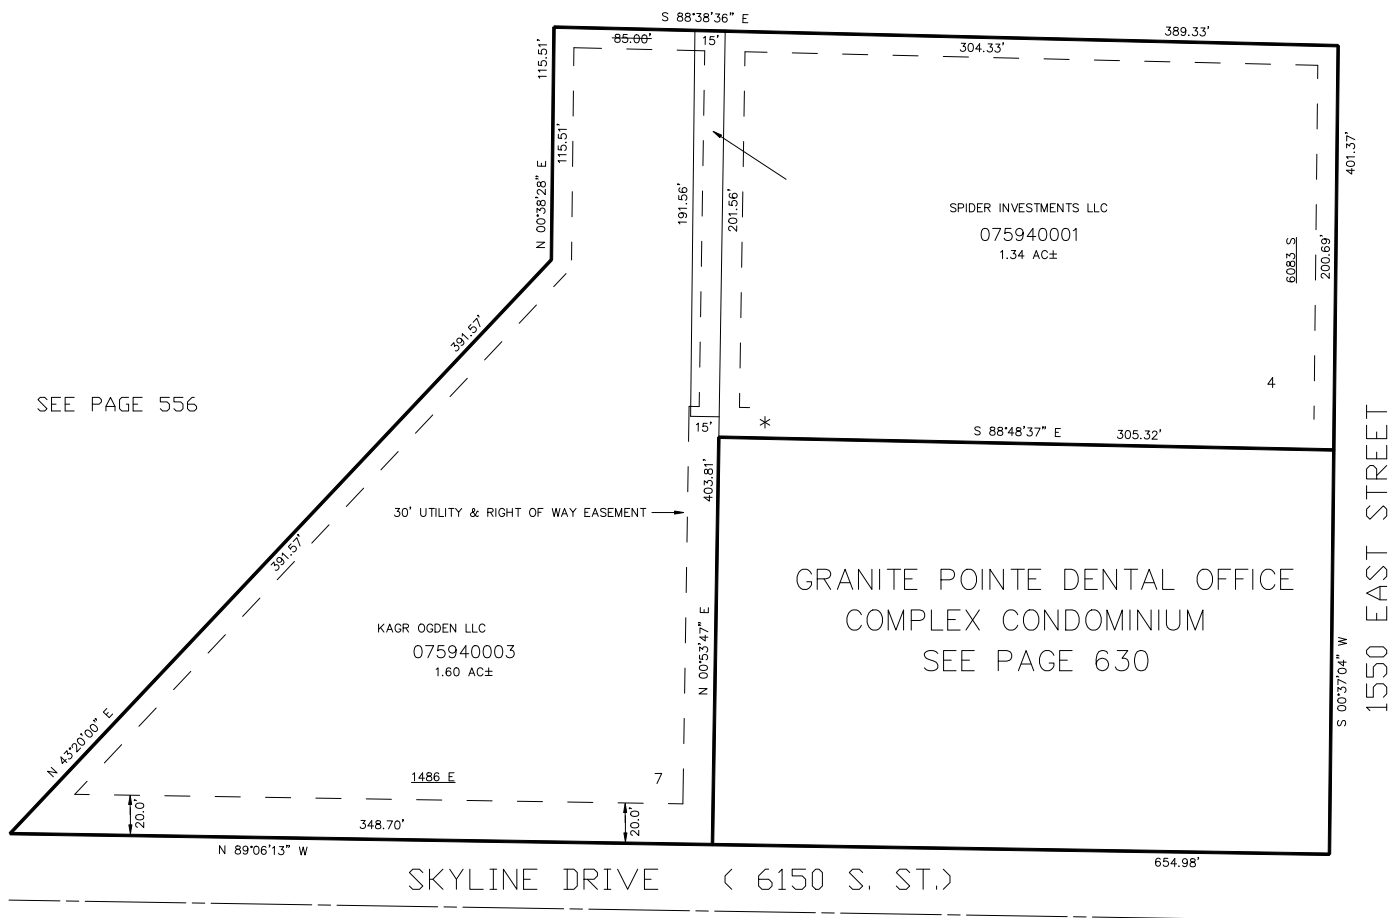 S 88°38'36" E
389.33'
85.00'
15'
304.33'
115.51'
115.51'
N 00°38'28" E
191.56'
201.56'
401.37'
SPIDER INVESTMENTS LLC
075940001
1.34 AC±
6083 S
200.69'
391.57'
4
SEE PAGE 556
15'
*
S 88°48'37" E
305.32'
403.81'
30' UTILITY & RIGHT OF WAY EASEMENT
391.57'
GRANITE POINTE DENTAL OFFICE
COMPLEX CONDOMINIUM
SEE PAGE 630
1550 EAST STREET
KAGR OGDEN LLC
075940003
1.60 AC±
N 00°53'47" E
S 00°37'04" W
N 43°20'00" E
1486 E
7
20.0'
20.0'
348.70'
N 89°06'13" W
654.98'
SKYLINE DRIVE ( 6150 S. ST.)